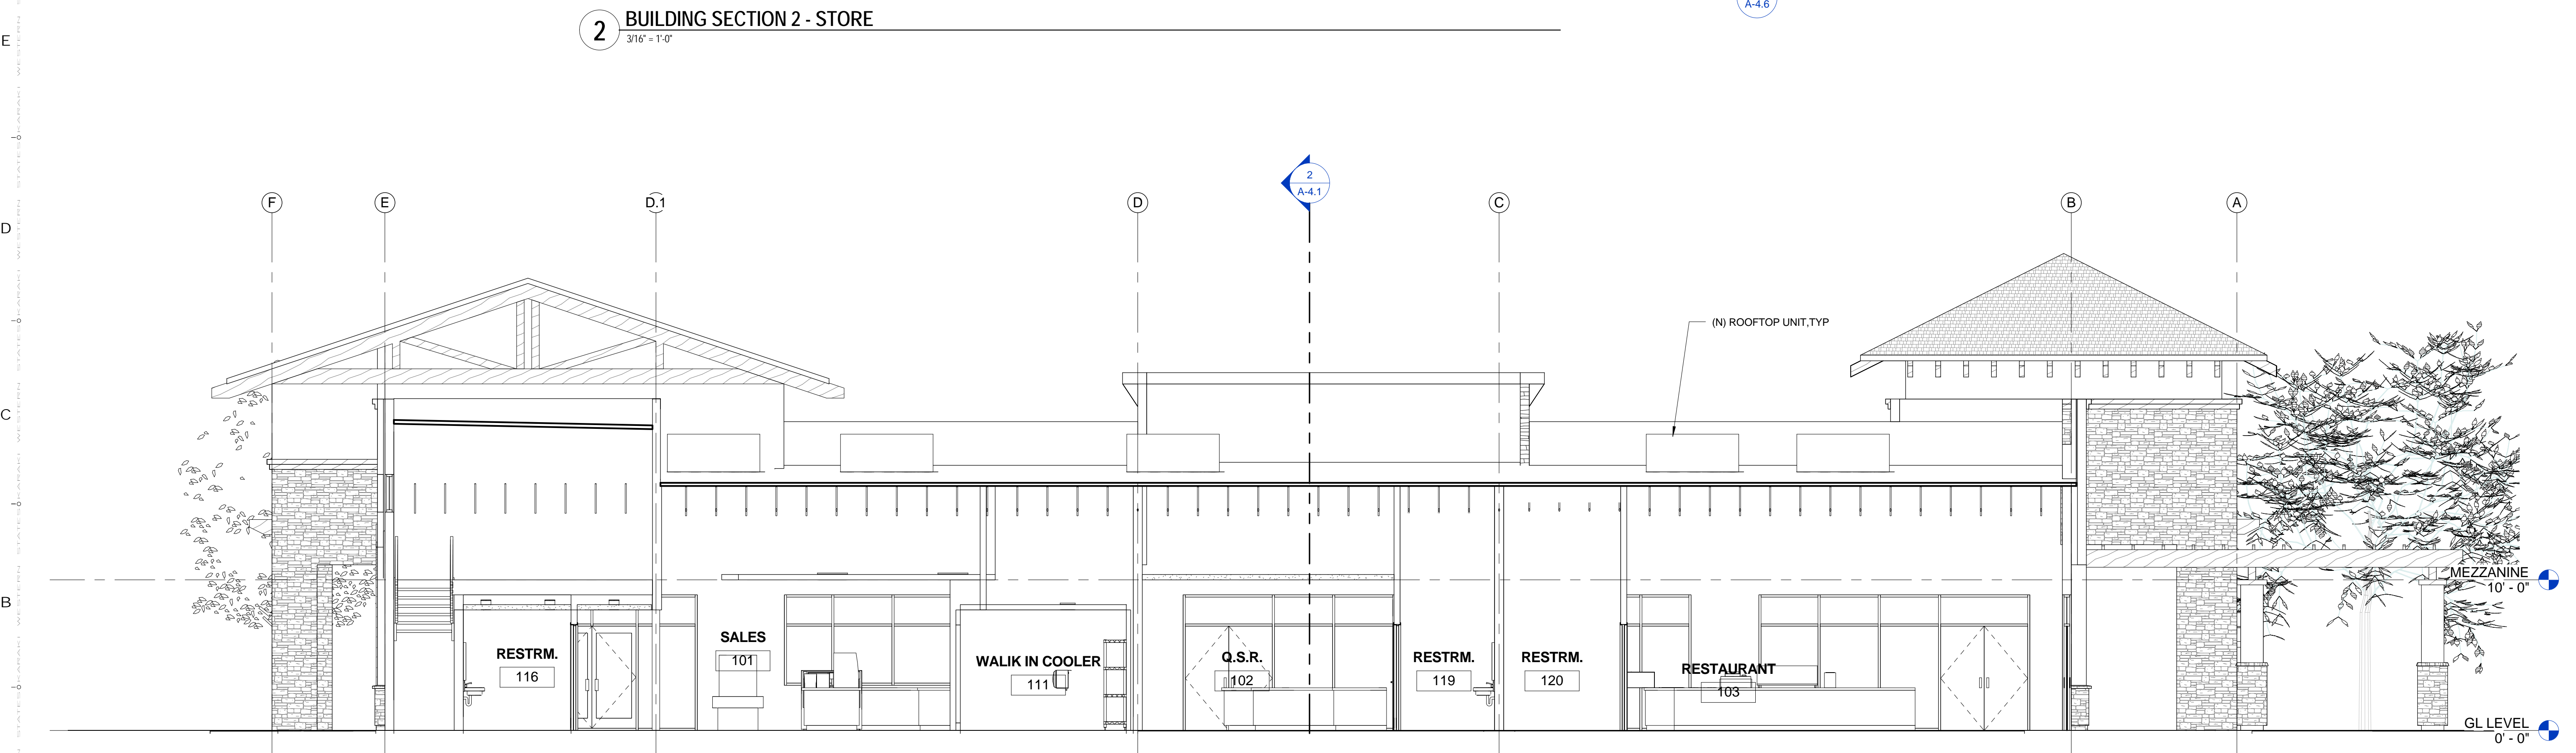 A-4.6
2
BUILDING SECTION 2 - STORE
3/16" = 1'-0"
E
2
A-4.1
F
E
D.1
D
C
B
A
D
(N) ROOFTOP UNIT,TYP
C
MEZZANINE
10' - 0"
B
SALES
101
RESTRM.
116
WALIK IN COOLER
111
Q.S.R.
102
RESTRM.
119
RESTRM.
120
RESTAURANT
103
GL LEVEL
0' - 0"